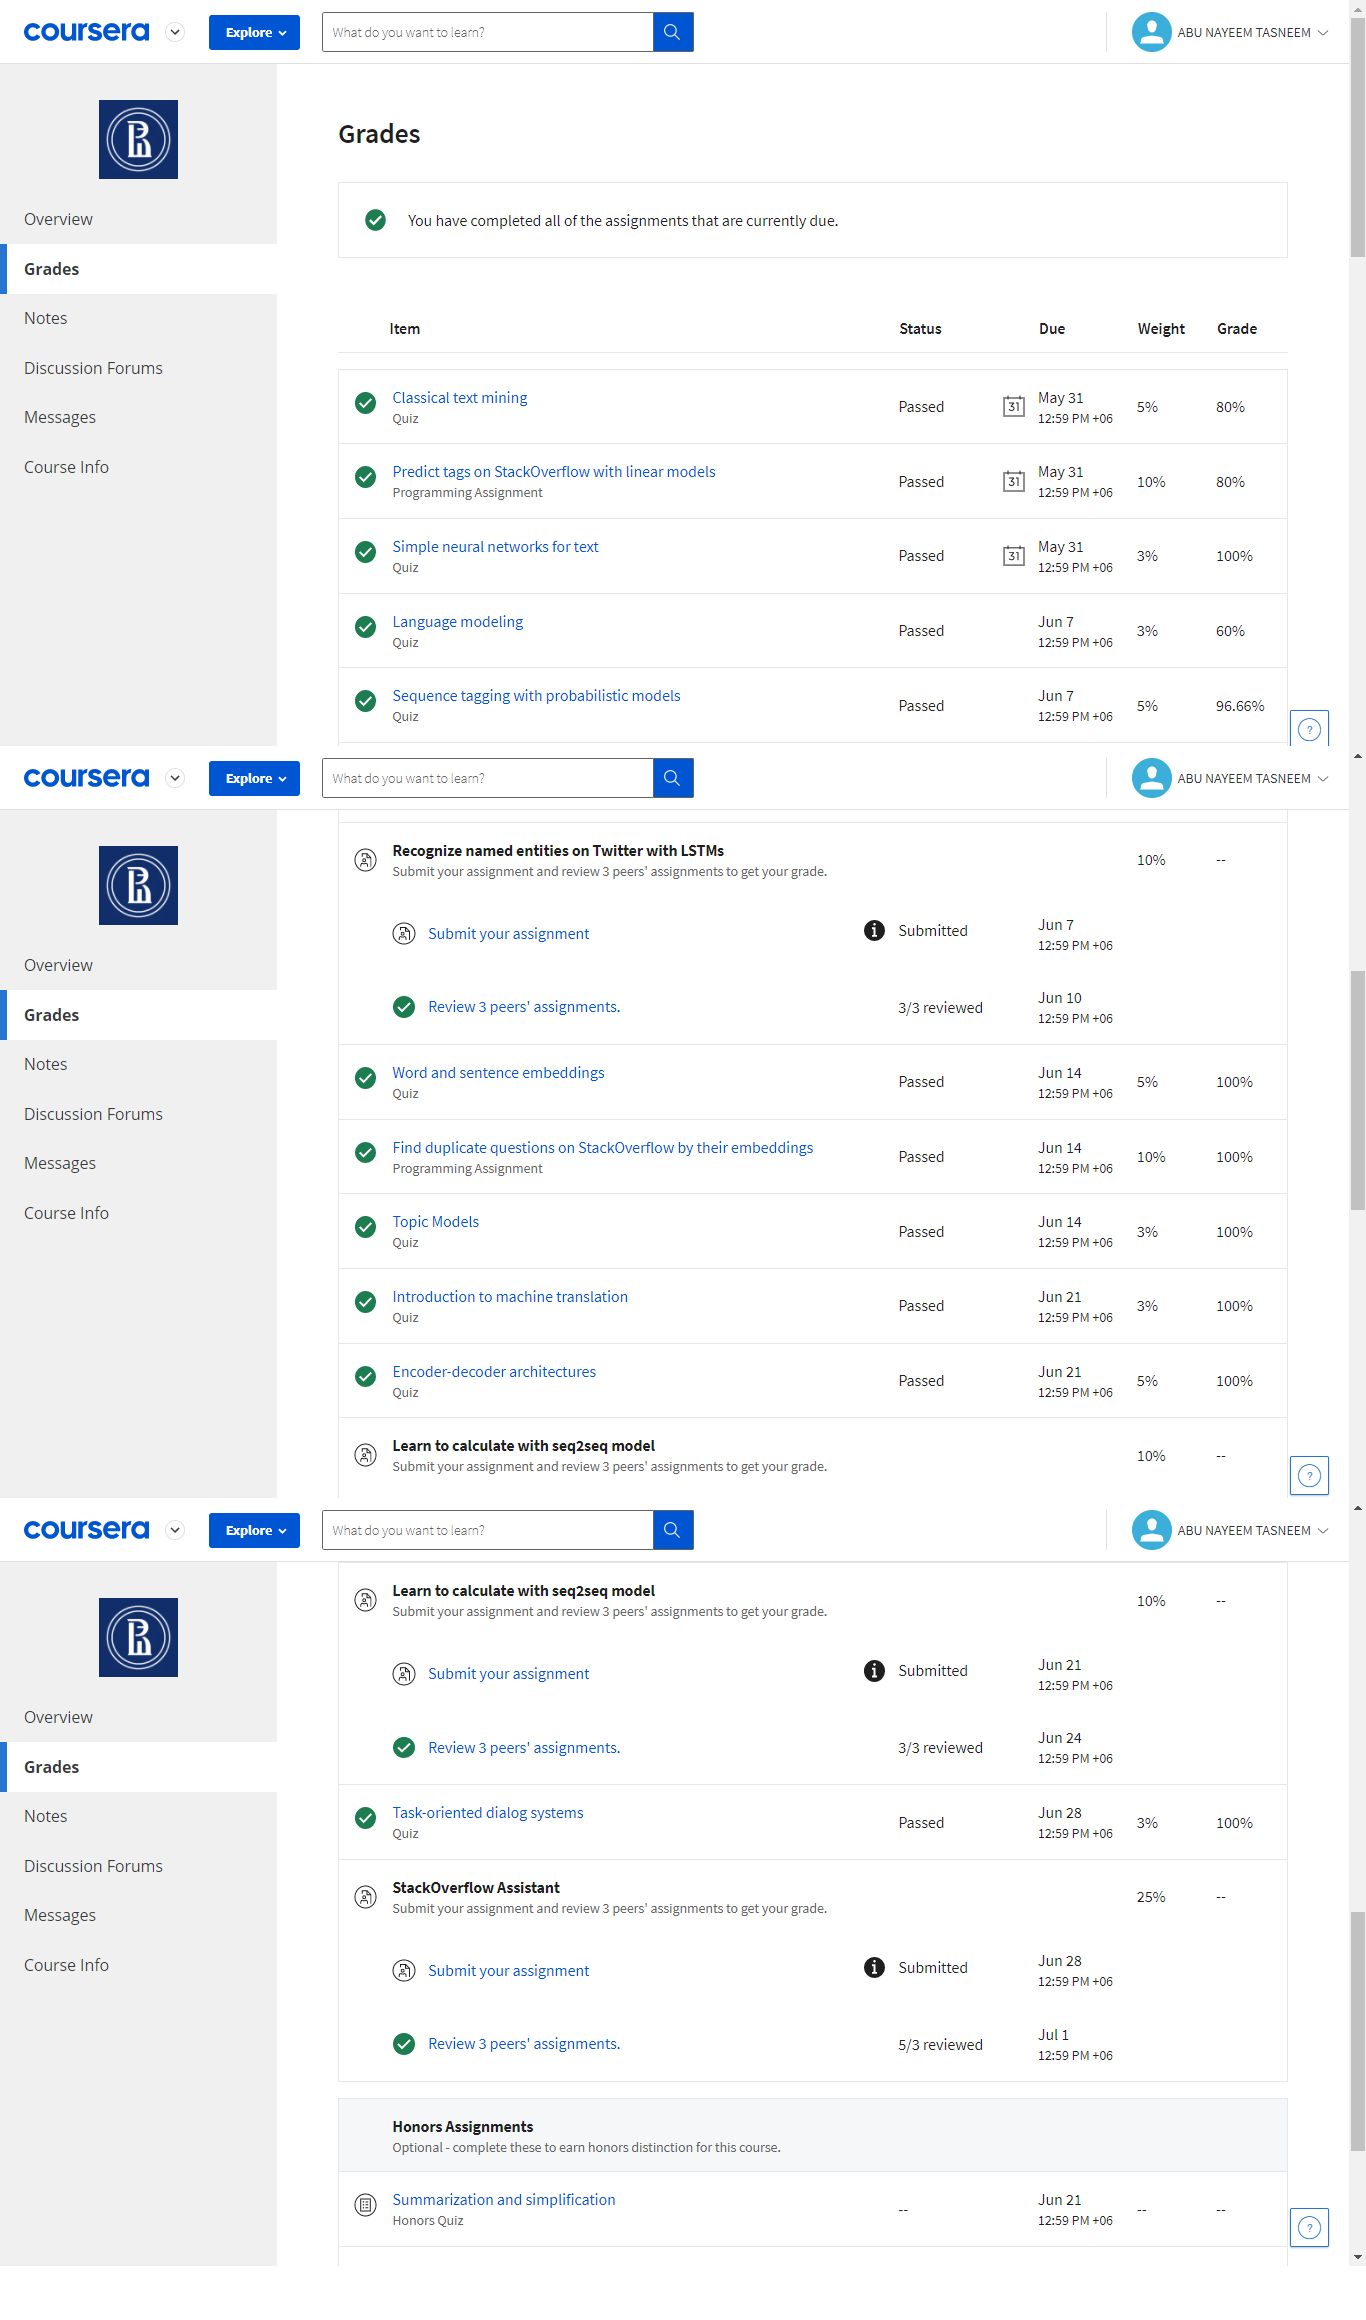 coursera Explore What do you want to learn? ABU NAYEEM TASNEEM
Overview
Grades
Notes
Discussion Forums
Messages
Course Info
Grades
You have completed all of the assignments that are currently due.
Item Status Due Weight Grade
Classical text mining
Quiz
Passed 31 May 31
12:59 PM +06
5% 80%
Predict tags on StackOverflow with linear models
Programming Assignment
Passed 31 May 31
12:59 PM +06
10% 80%
Simple neural networks for text
Quiz
Passed 31 May 31
12:59 PM +06
3% 100%
Language modeling
Quiz
Passed Jun 7
12:59 PM +06
3% 60%
Sequence tagging with probabilistic models
Quiz
Passed Jun 7
12:59 PM +06
5% 96.66%
?
coursera Explore What do you want to learn? ABU NAYEEM TASNEEM
Overview
Grades
Notes
Discussion Forums
Messages
Course Info
Recognize named entities on Twitter with LSTMs
Submit your assignment and review 3 peers' assignments to get your grade.
10% --
Submit your assignment
Submitted Jun 7
12:59 PM +06
Review 3 peers' assignments.
3/3 reviewed Jun 10
12:59 PM +06
Word and sentence embeddings
Quiz
Passed Jun 14
12:59 PM +06
5% 100%
Find duplicate questions on StackOverflow by their embeddings
Programming Assignment
Passed Jun 14
12:59 PM +06
10% 100%
Topic Models
Quiz
Passed Jun 14
12:59 PM +06
3% 100%
Introduction to machine translation
Quiz
Passed Jun 21
12:59 PM +06
3% 100%
Encoder-decoder architectures
Quiz
Passed Jun 21
12:59 PM +06
5% 100%
Learn to calculate with seq2seq model
Submit your assignment and review 3 peers' assignments to get your grade.
10% --
?
coursera Explore What do you want to learn? ABU NAYEEM TASNEEM
Overview
Grades
Notes
Discussion Forums
Messages
Course Info
Learn to calculate with seq2seq model
Submit your assignment and review 3 peers' assignments to get your grade.
10% --
Submit your assignment
Submitted Jun 21
12:59 PM +06
Review 3 peers' assignments.
3/3 reviewed Jun 24
12:59 PM +06
Task-oriented dialog systems
Quiz
Passed Jun 28
12:59 PM +06
3% 100%
StackOverflow Assistant
Submit your assignment and review 3 peers' assignments to get your grade.
25% --
Submit your assignment
Submitted Jun 28
12:59 PM +06
Review 3 peers' assignments.
5/3 reviewed Jul 1
12:59 PM +06
Honors Assignments
Optional - complete these to earn honors distinction for this course.
Summarization and simplification
Honors Quiz
-- Jun 21
12:59 PM +06
-- --
?